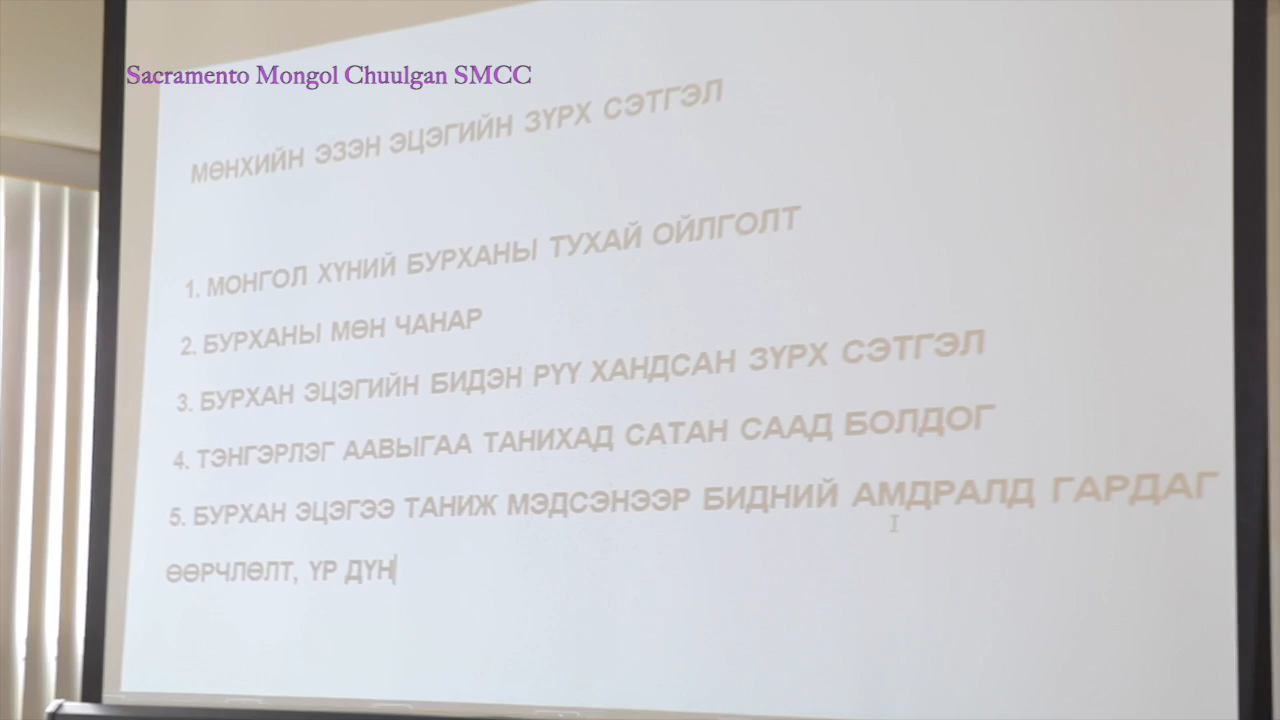 Sacramento Mongol Chuulgan SMCC
МӨНХИЙН ЭЗЭН ЭЦЭГИЙН ЗҮРХ СЭТГЭЛ
1. МОНГОЛ ХҮНИЙ БУРХАНЫ ТУХАЙ ОЙЛГОЛТ
2. БУРХАНЫ МӨН ЧАНАР
3. БУРХАН ЭЦЭГИЙН БИДЭН РҮҮ ХАНДСАН ЗҮРХ СЭТГЭЛ
4. ТЭНГЭРЛЭГ ААВЫГАА ТАНИХАД САТАН СААД БОЛДОГ
5. БУРХАН ЭЦЭГЭЭ ТАНИЖ МЭДСЭНЭЭР БИДНИЙ АМДРАЛД ГАРДАГ
ӨӨРЧЛӨЛТ, ҮР ДҮН